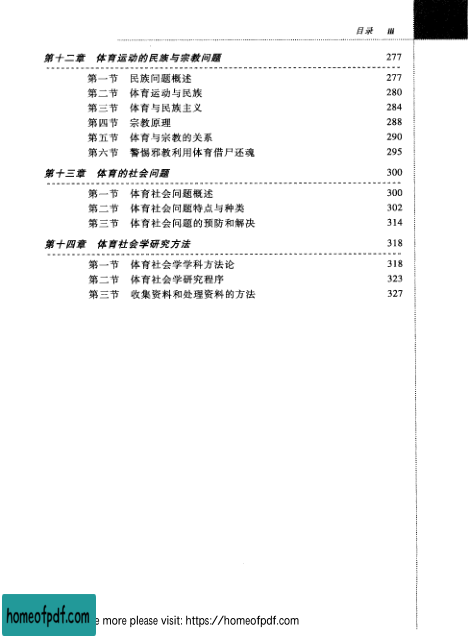 目录 Ⅲ
第十二章 体育运动的民族与宗教问题 277
第一节 民族问题概述 277
第二节 体育运动与民族 280
第三节 体育与民族主义 284
第四节 宗教原理 288
第五节 体育与宗教的关系 290
第六节 警惕邪教利用体育借尸还魂 295
第十三章 体育的社会问题 300
第一节 体育社会问题概述 300
第二节 体育社会问题特点与种类 302
第三节 体育社会问题的预防和解决 314
第十四章 体育社会学研究方法 318
第一节 体育社会学学科方法论 318
第二节 体育社会学研究程序 323
第三节 收集资料和处理资料的方法 327
homeofpdf.com
e more please visit: https://homeofpdf.com